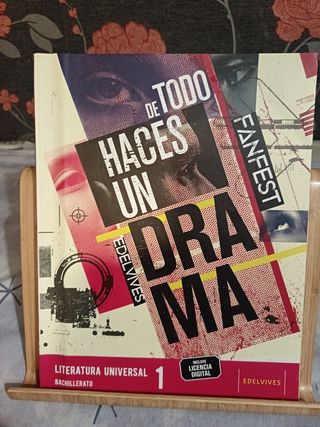 DE TODO
HACES
UN
DRA
MA
FANFEST
EDELVIVES
LITERATURA UNIVERSAL 1
BACHILLERATO
INCLUYE
LICENCIA
DIGITAL
EDELVIVES